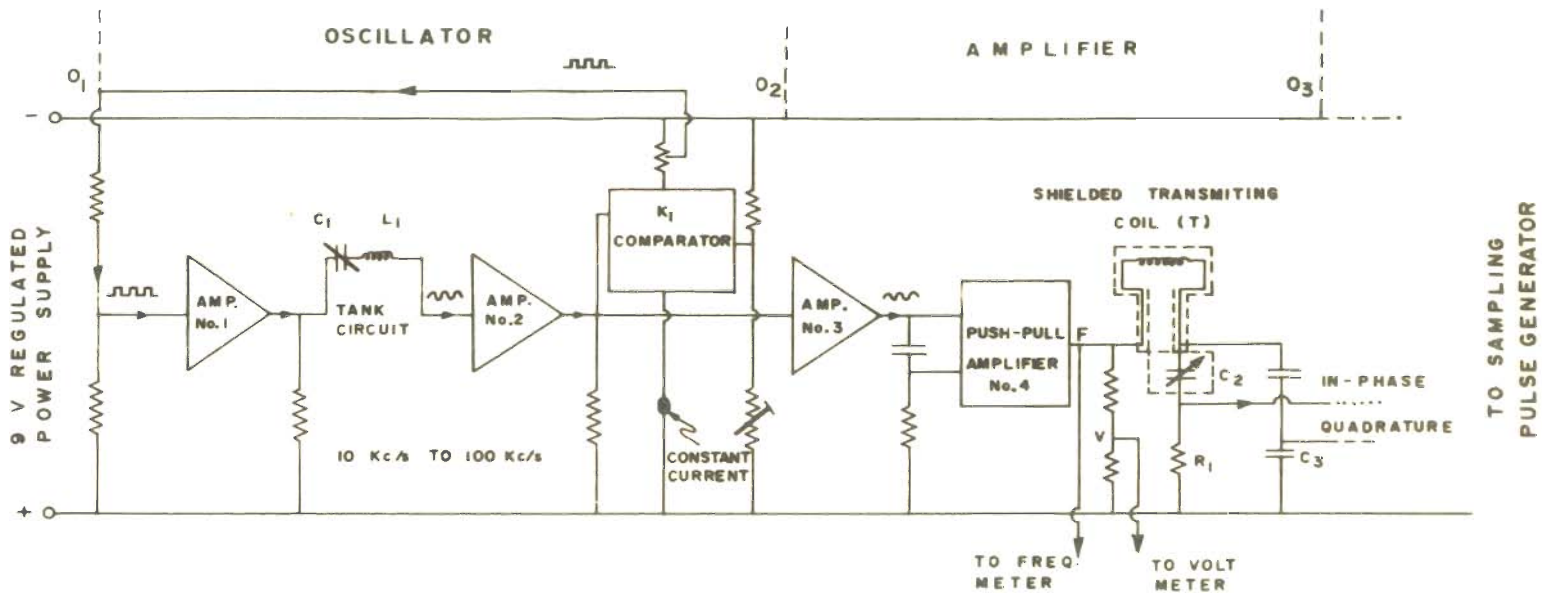 OSCILLATOR
AMPLIFIER
O1
O2
O3
-
SHIELDED TRANSMITING
COIL (T)
9 V REGULATED
POWER SUPPLY
C1
L1
K1
COMPARATOR
AMP.
No.1
TANK
CIRCUIT
AMP.
No.2
AMP.
No.3
PUSH-PULL
AMPLIFIER
No.4
F
C2
IN-PHASE
QUADRATURE
TO SAMPLING
PULSE GENERATOR
10 Kc/s TO 100 Kc/s
CONSTANT
CURRENT
V
R1
C3
+
TO FREQ.
METER
TO VOLT
METER